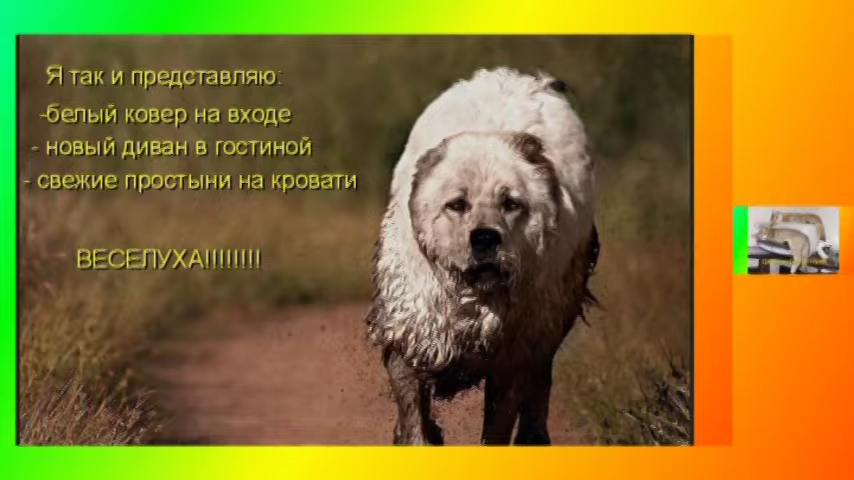 Я так и представляю:
-белый ковер на входе
- новый диван в гостиной
- свежие простыни на кровати
ВЕСЕЛУХА!!!!!!!!